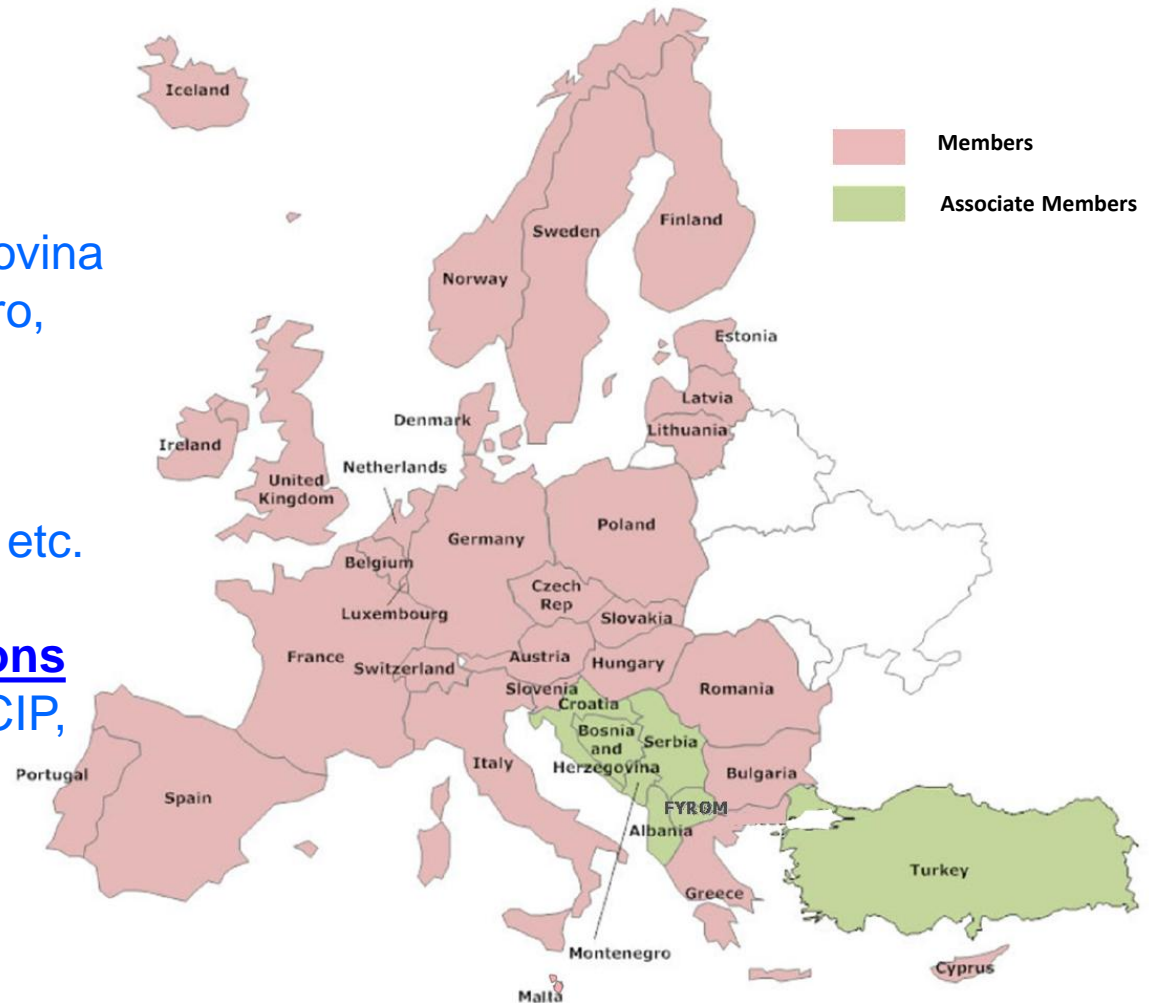 ovina
ro,
etc.
ons
CIP,
Members
Associate Members
Iceland
Finland
Sweden
Norway
Estonia
Latvia
Lithuania
Denmark
Ireland
Netherlands
United
Kingdom
Poland
Germany
Belgium
Czech
Rep
Luxembourg
Slovakia
France
Switzerland
Austria
Hungary
Slovenia
Romania
Croatia
Bosnia
and
Herzegovina
Serbia
Italy
Bulgaria
Portugal
Spain
FYROM
Albania
Turkey
Greece
Montenegro
Cyprus
Malta